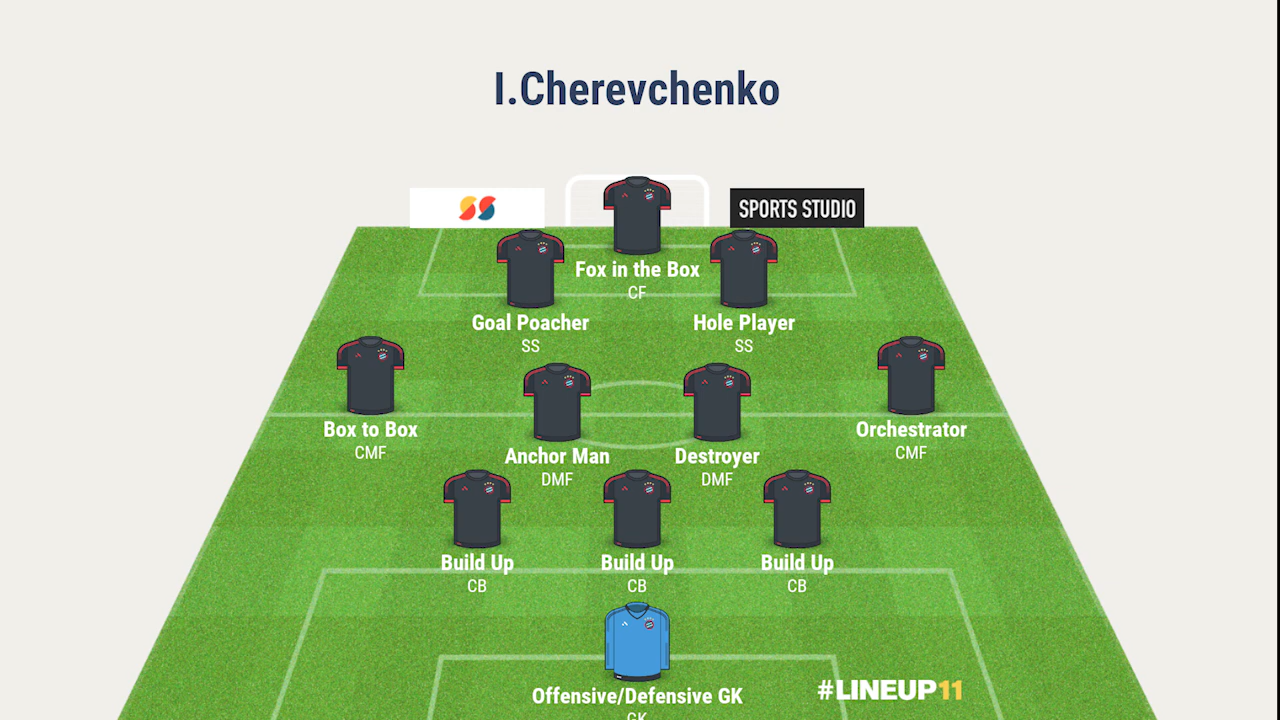 I.Cherevchenko
SPORTS STUDIO
Fox in the Box
CF
Goal Poacher
SS
Hole Player
SS
Box to Box
CMF
Orchestrator
CMF
Anchor Man
DMF
Destroyer
DMF
Build Up
CB
Build Up
CB
Build Up
CB
Offensive/Defensive GK
GK
#LINEUP11